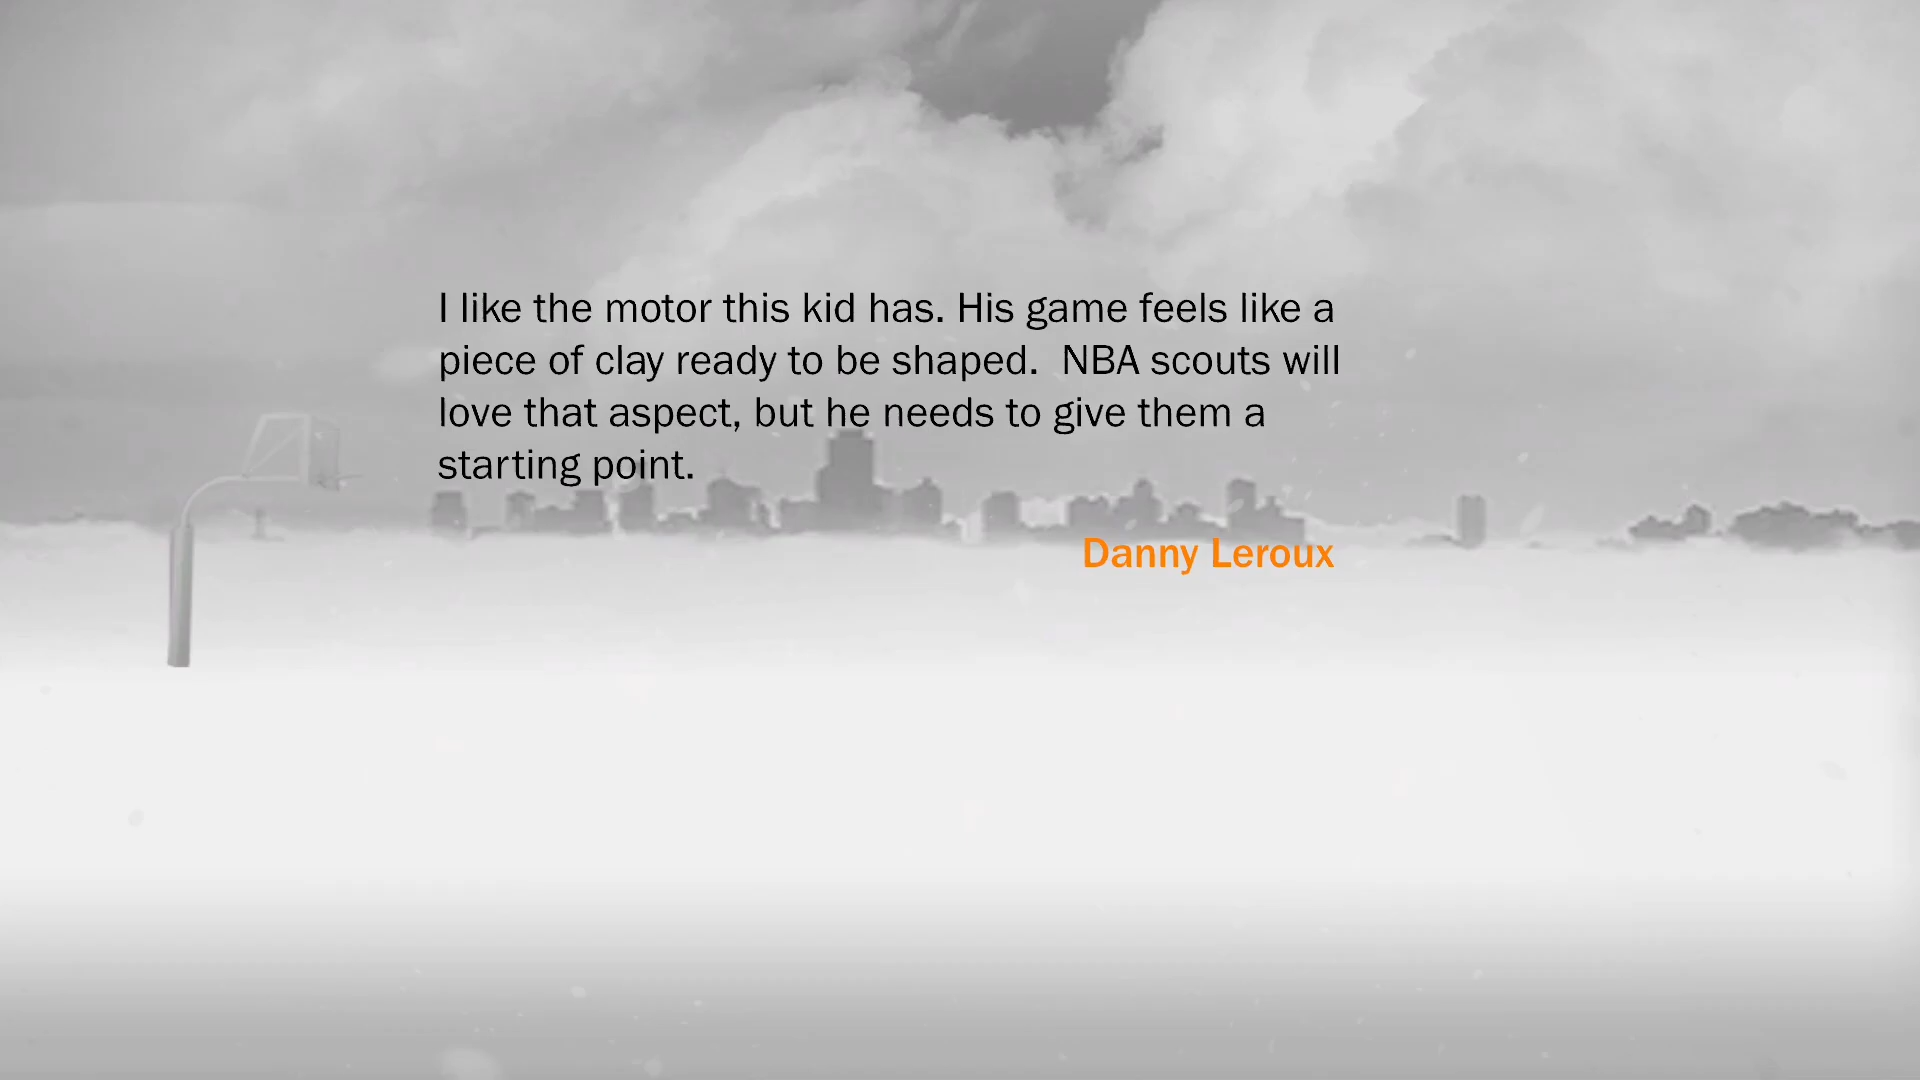 I like the motor this kid has. His game feels like a
piece of clay ready to be shaped.  NBA scouts will
love that aspect, but he needs to give them a
starting point.
Danny Leroux